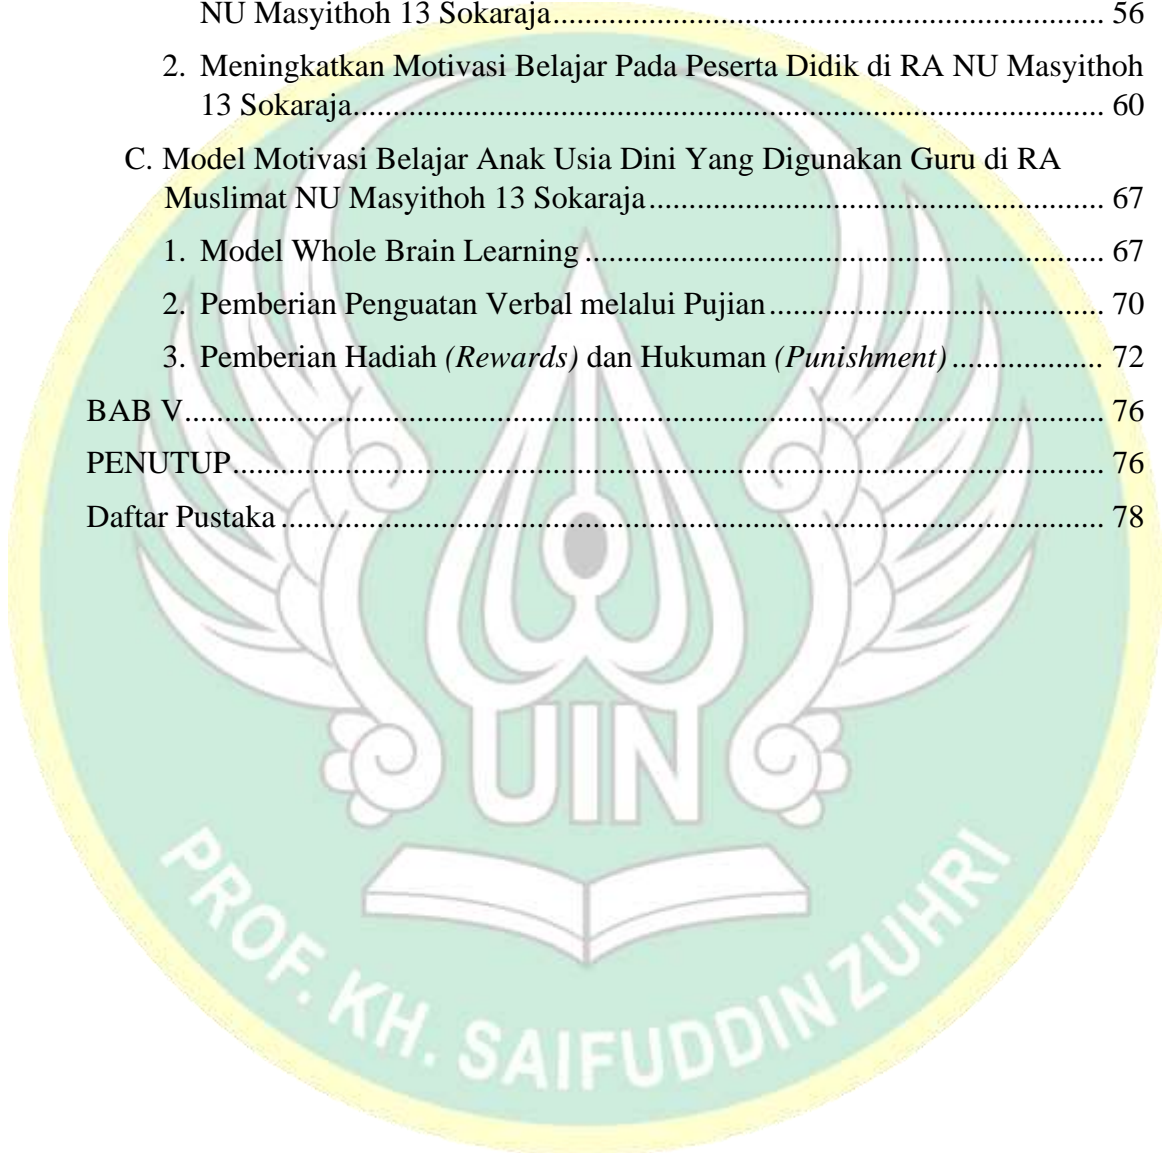 NU Masyithoh 13 Sokaraja.................................................................... 56
2. Meningkatkan Motivasi Belajar Pada Peserta Didik di RA NU Masyithoh
13 Sokaraja............................................................................................. 60
C. Model Motivasi Belajar Anak Usia Dini Yang Digunakan Guru di RA
Muslimat NU Masyithoh 13 Sokaraja......................................................... 67
1. Model Whole Brain Learning................................................................ 67
2. Pemberian Penguatan Verbal melalui Pujian......................................... 70
3. Pemberian Hadiah (Rewards) dan Hukuman (Punishment).................. 72
BAB V................................................................................................................. 76
PENUTUP........................................................................................................... 76
Daftar Pustaka..................................................................................................... 78
UIN
PROF. KH. SAIFUDDIN ZUHRI